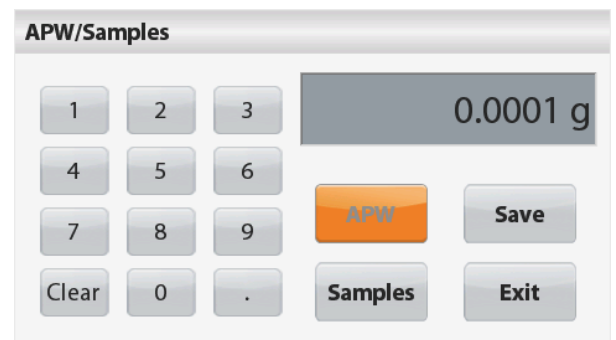 APW/Samples
1 2 3 0.0001 g
4 5 6
7 8 9 APW Save
Clear 0 . Samples Exit